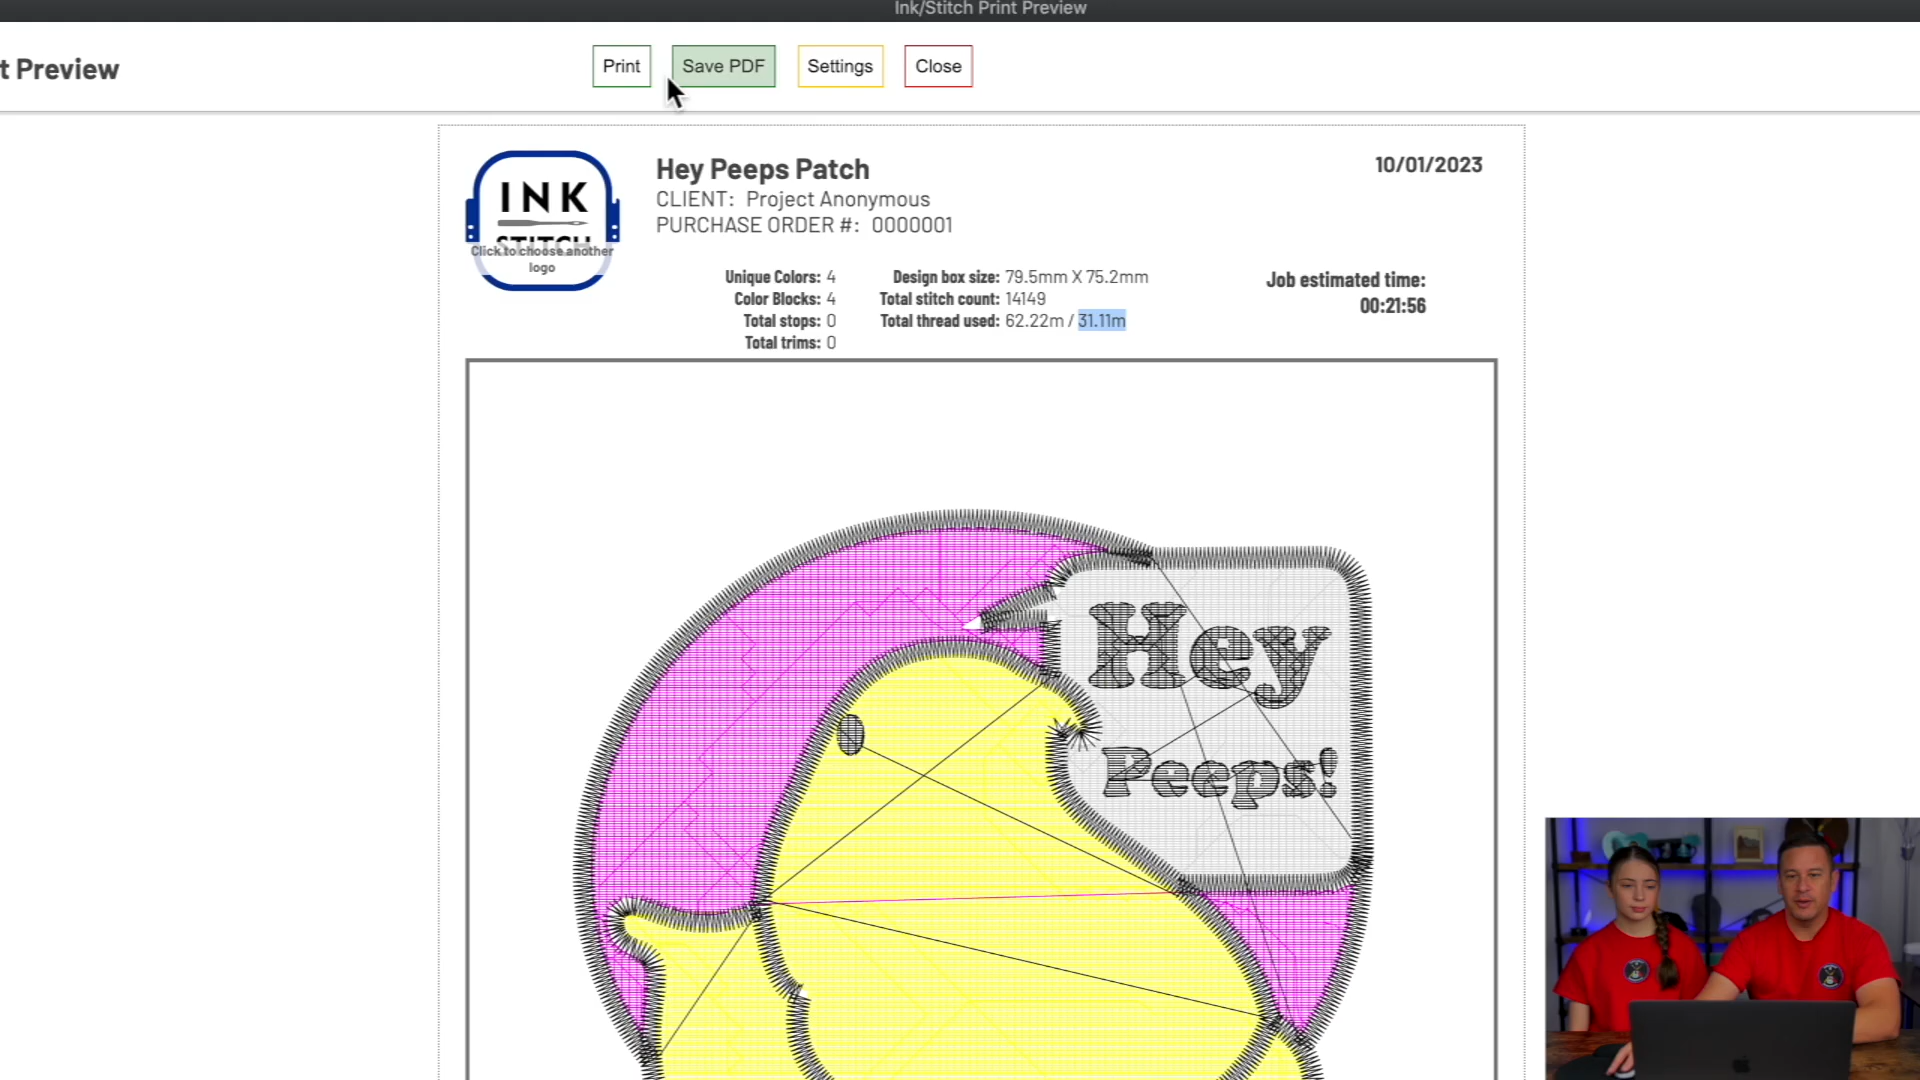 Ink/Stitch Print Preview
t Preview
Print
Save PDF
Settings
Close
INK
STITCH
Click to choose another
logo
Hey Peeps Patch
CLIENT: Project Anonymous
PURCHASE ORDER #: 0000001
10/01/2023
Unique Colors: 4
Color Blocks: 4
Total stops: 0
Total trims: 0
Design box size: 79.5mm X 75.2mm
Total stitch count: 14149
Total thread used: 62.22m / 31.11m
Job estimated time:
00:21:56
Hey
Peeps!